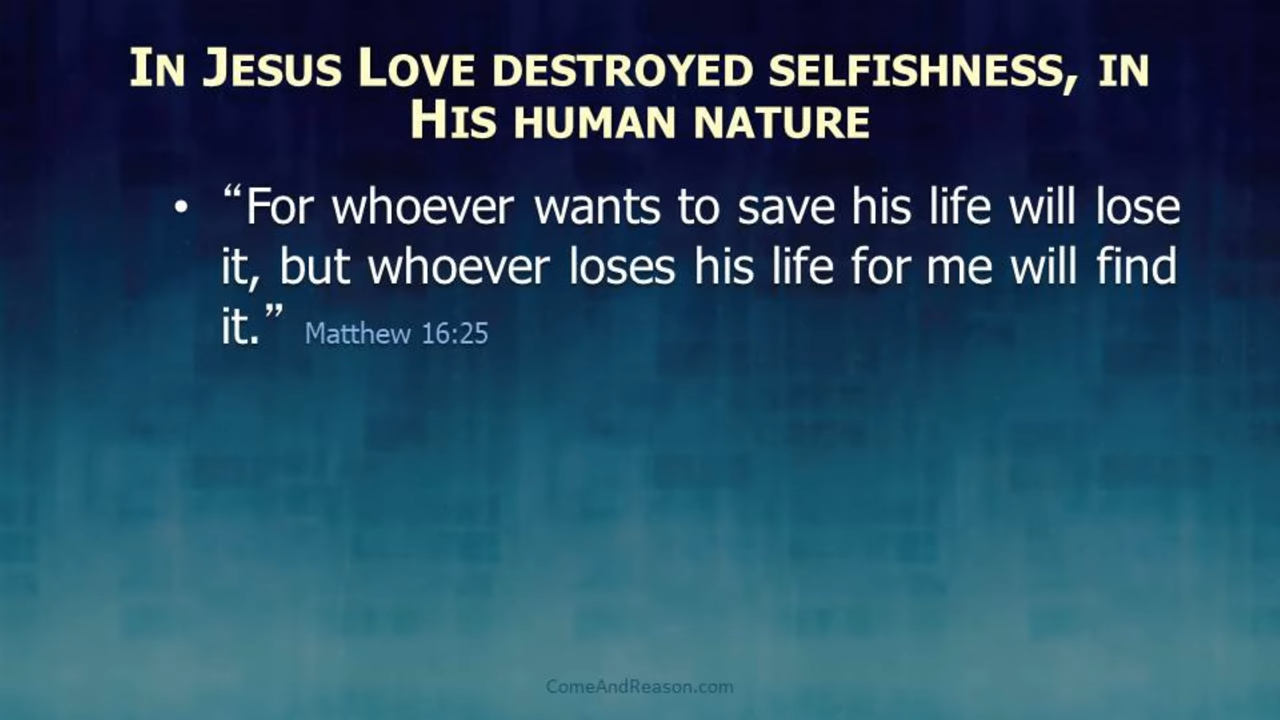 IN JESUS LOVE DESTROYED SELFISHNESS, IN
HIS HUMAN NATURE
• “For whoever wants to save his life will lose
it, but whoever loses his life for me will find
it.” Matthew 16:25
ComeAndReason.com